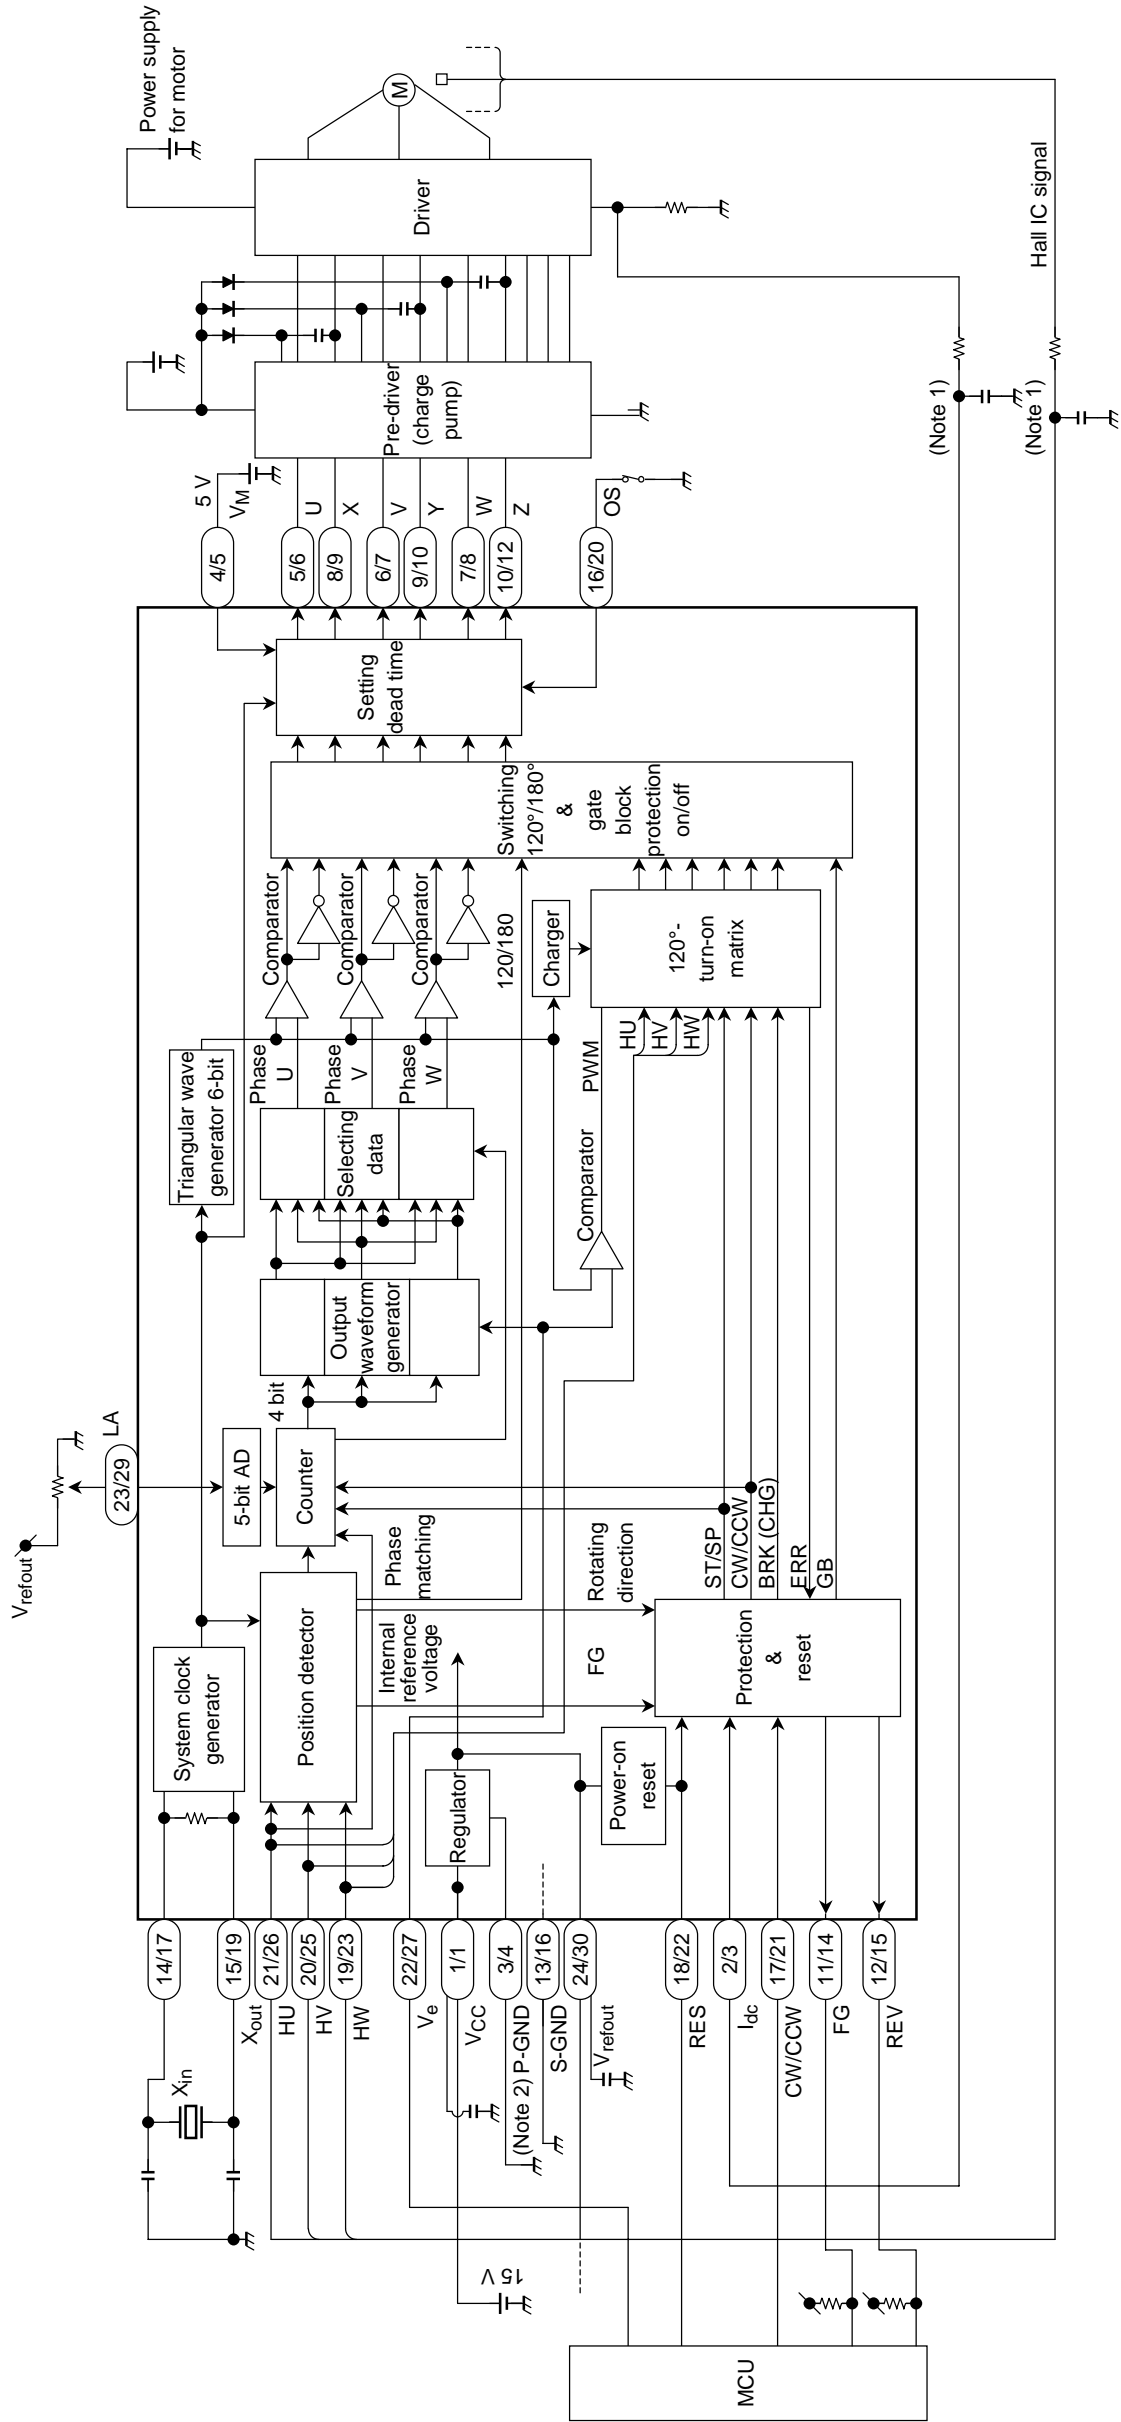 Power supply
for motor
M
Hall IC signal
Driver
Pre-driver
(charge
pump)
(Note 1)
(Note 1)
5 V
VM
U
X
V
Y
W
Z
OS
4/5
5/6
8/9
6/7
9/10
7/8
10/12
16/20
Setting
dead time
Switching
120°/180°
&
gate
block
protection
on/off
Comparator
Comparator
Comparator
120/180
Charger
120°-
turn-on
matrix
Triangular wave
generator 6-bit
Phase
U
Phase
V
Phase
W
PWM
HU
HV
HW
Selecting
data
Comparator
Output
waveform
generator
4 bit
LA
23/29
Vrefout
5-bit AD
Counter
Phase
matching
ST/SP
CW/CCW
BRK (CHG)
ERR
GB
System clock
generator
Position detector
Internal
reference
voltage
Rotating
direction
FG
Protection
&
reset
Regulator
Power-on
reset
14/17
15/19
21/26
20/25
19/23
22/27
1/1
3/4
13/16
24/30
18/22
2/3
17/21
11/14
12/15
Xin
Xout
HU
HV
HW
Ve
VCC
(Note 2) P-GND
S-GND
Vrefout
RES
Idc
CW/CCW
FG
REV
15 V
MCU